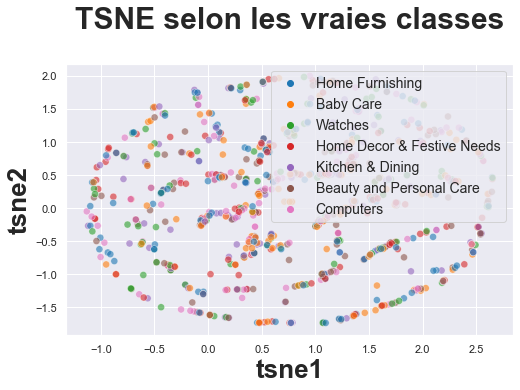 TSNE selon les vraies classes
Home Furnishing
Baby Care
Watches
Home Decor & Festive Needs
Kitchen & Dining
Beauty and Personal Care
Computers
2.0
1.5
1.0
0.5
0.0
−0.5
−1.0
−1.5
tsne2
−1.0 −0.5 0.0 0.5 1.0 1.5 2.0 2.5
tsne1